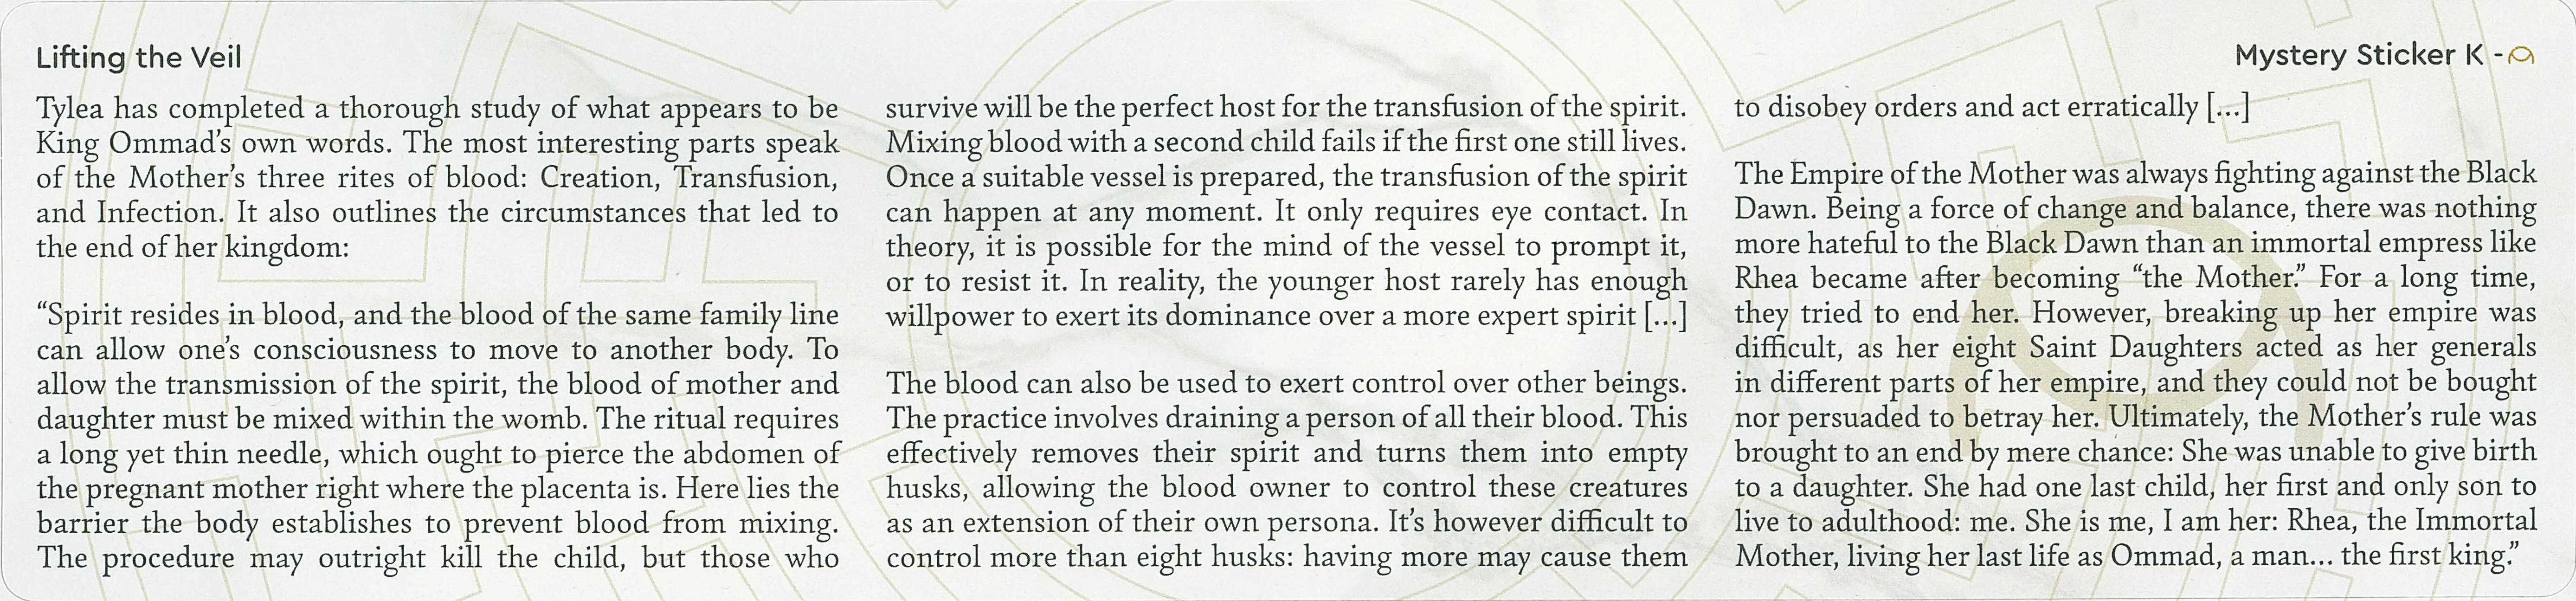 Lifting the Veil
Mystery Sticker K -
Tylea has completed a thorough study of what appears to be
King Ommad's own words. The most interesting parts speak
of the Mother's three rites of blood: Creation, Transfusion,
and Infection. It also outlines the circumstances that led to
the end of her kingdom:
“Spirit resides in blood, and the blood of the same family line
can allow one's consciousness to move to another body. To
allow the transmission of the spirit, the blood of mother and
daughter must be mixed within the womb. The ritual requires
a long yet thin needle, which ought to pierce the abdomen of
the pregnant mother right where the placenta is. Here lies the
barrier the body establishes to prevent blood from mixing.
The procedure may outright kill the child, but those who
survive will be the perfect host for the transfusion of the spirit.
Mixing blood with a second child fails if the first one still lives.
Once a suitable vessel is prepared, the transfusion of the spirit
can happen at any moment. It only requires eye contact. In
theory, it is possible for the mind of the vessel to prompt it,
or to resist it. In reality, the younger host rarely has enough
willpower to exert its dominance over a more expert spirit [...]
The blood can also be used to exert control over other beings.
The practice involves draining a person of all their blood. This
effectively removes their spirit and turns them into empty
husks, allowing the blood owner to control these creatures
as an extension of their own persona. It's however difficult to
control more than eight husks: having more may cause them
to disobey orders and act erratically [...]
The Empire of the Mother was always fighting against the Black
Dawn. Being a force of change and balance, there was nothing
more hateful to the Black Dawn than an immortal empress like
Rhea became after becoming “the Mother.” For a long time,
they tried to end her. However, breaking up her empire was
difficult, as her eight Saint Daughters acted as her generals
in different parts of her empire, and they could not be bought
nor persuaded to betray her. Ultimately, the Mother's rule was
brought to an end by mere chance: She was unable to give birth
to a daughter. She had one last child, her first and only son to
live to adulthood: me. She is me, I am her: Rhea, the Immortal
Mother, living her last life as Ommad, a man... the first king.”